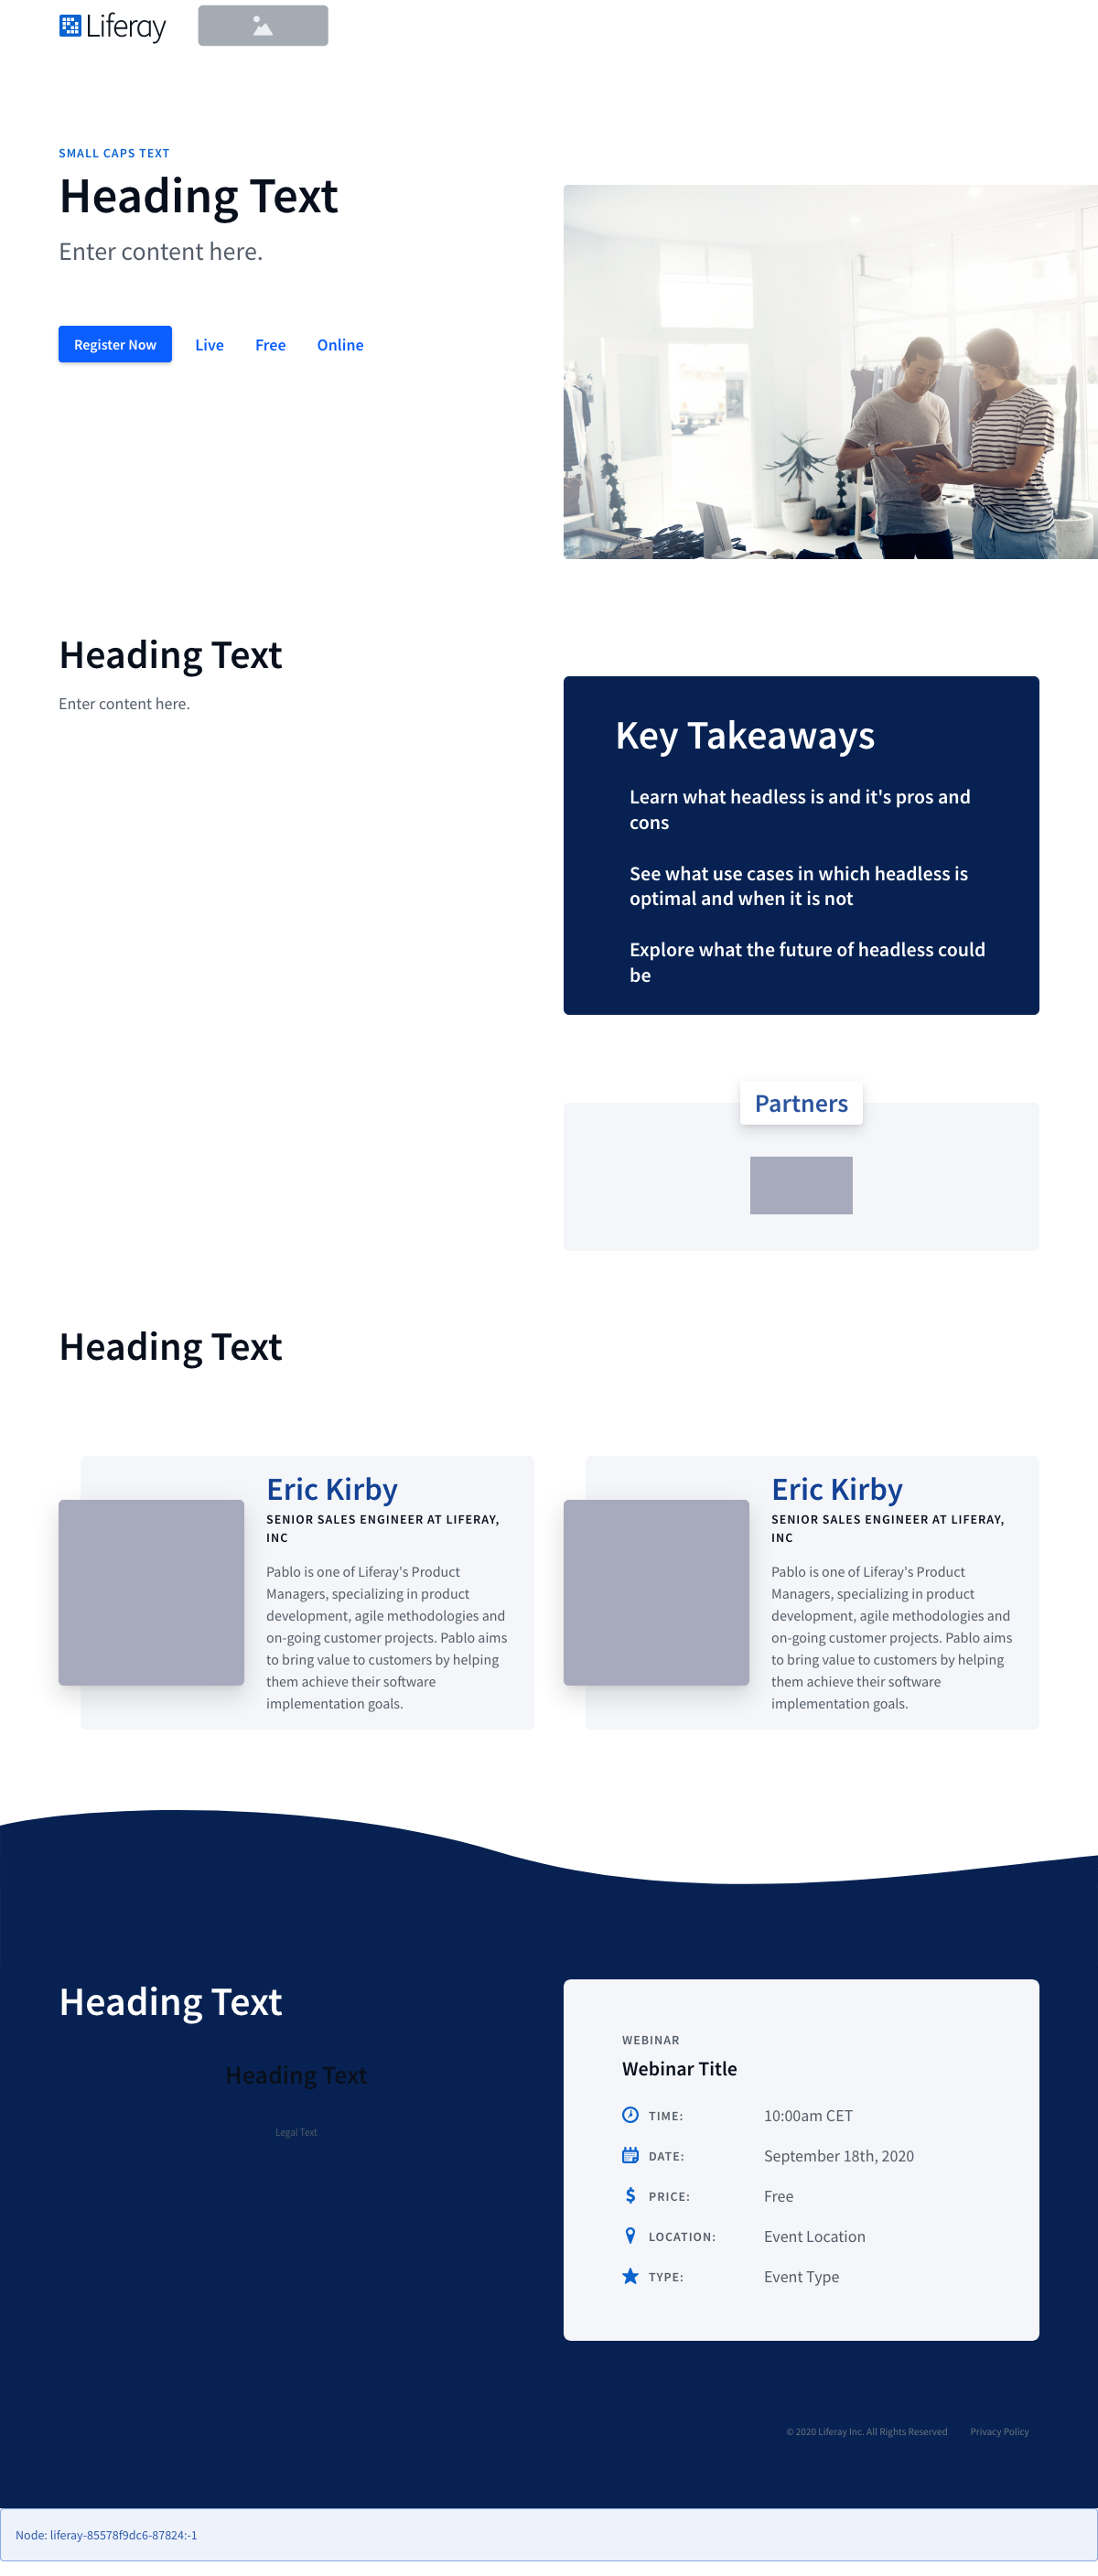 Liferay
SMALL CAPS TEXT
Heading Text
Enter content here.
Register Now
Live
Free
Online
Heading Text
Enter content here.
Key Takeaways
Learn what headless is and it's pros and
cons
See what use cases in which headless is
optimal and when it is not
Explore what the future of headless could
be
Partners
Heading Text
Eric Kirby
SENIOR SALES ENGINEER AT LIFERAY,
INC
Pablo is one of Liferay's Product
Managers, specializing in product
development, agile methodologies and
on-going customer projects. Pablo aims
to bring value to customers by helping
them achieve their software
implementation goals.
Eric Kirby
SENIOR SALES ENGINEER AT LIFERAY,
INC
Pablo is one of Liferay's Product
Managers, specializing in product
development, agile methodologies and
on-going customer projects. Pablo aims
to bring value to customers by helping
them achieve their software
implementation goals.
Heading Text
Heading Text
Legal Text
WEBINAR
Webinar Title
TIME: 10:00am CET
DATE: September 18th, 2020
PRICE: Free
LOCATION: Event Location
TYPE: Event Type
© 2020 Liferay Inc. All Rights Reserved Privacy Policy
Node: liferay-85578f9dc6-87824:-1